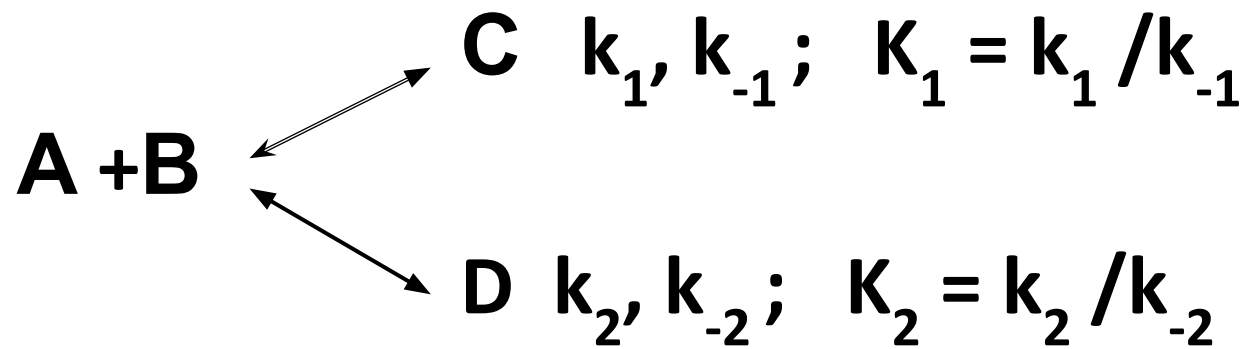 C k₁, k₋₁ ; K₁ = k₁ /k₋₁
A +B
D k₂, k₋₂ ; K₂ = k₂ /k₋₂